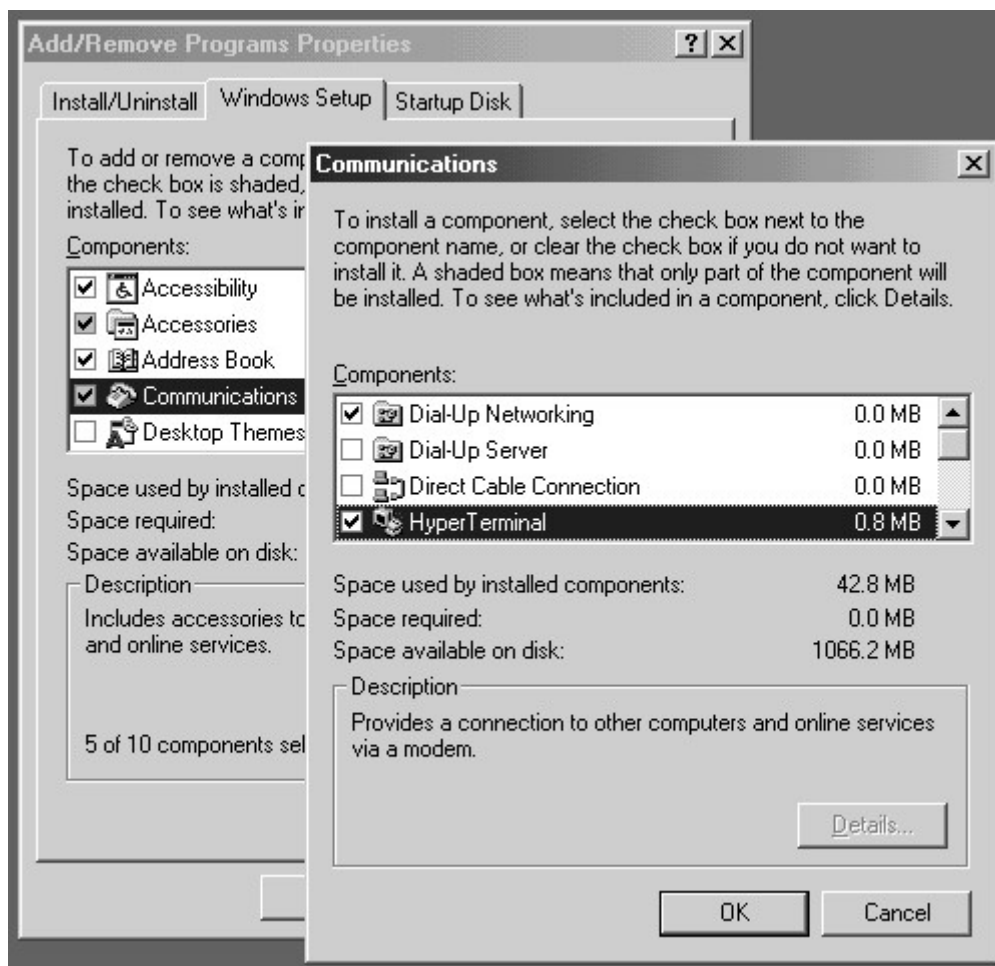 Add/Remove Programs Properties
Install/Uninstall
Windows Setup
Startup Disk
To add or remove a comp
the check box is shaded,
installed. To see what's ir
Components:
Accessibility
Accessories
Address Book
Communications
Desktop Themes
Space used by installed c
Space required:
Space available on disk:
Description
Includes accessories to
and online services.
5 of 10 components sel
Communications
To install a component, select the check box next to the
component name, or clear the check box if you do not want to
install it. A shaded box means that only part of the component will
be installed. To see what's included in a component, click Details.
Components:
Dial-Up Networking 0.0 MB
Dial-Up Server 0.0 MB
Direct Cable Connection 0.0 MB
HyperTerminal 0.8 MB
Space used by installed components: 42.8 MB
Space required: 0.0 MB
Space available on disk: 1066.2 MB
Description
Provides a connection to other computers and online services
via a modem.
Details...
OK
Cancel